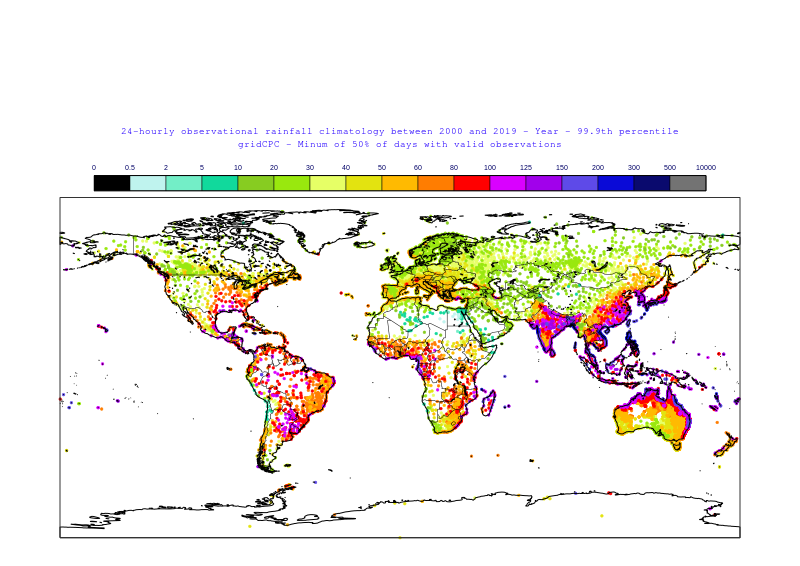 24-hourly observational rainfall climatology between 2000 and 2019 - Year - 99.9th percentile
gridCPC - Minum of 50% of days with valid observations
0 0.5 2 5 10 20 30 40 60 80 100 125 150 200 300 500 10000